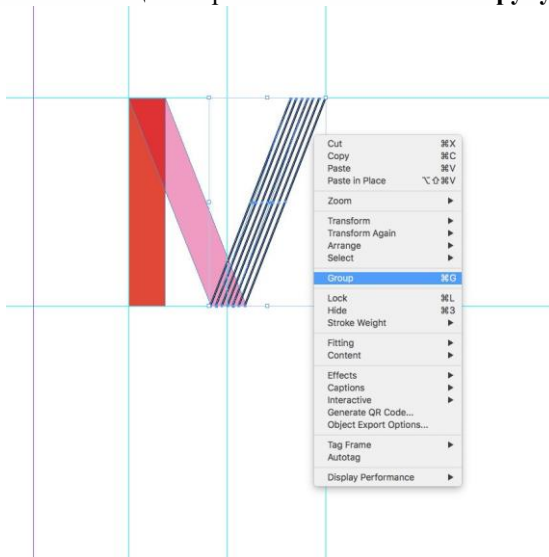 Cut ⌘X
Copy ⌘C
Paste ⌘V
Paste in Place ⌥⇧⌘V
Zoom ▶
Transform ▶
Transform Again ▶
Arrange ▶
Select ▶
Group ⌘G
Lock ⌘L
Hide ⌘3
Stroke Weight ▶
Fitting ▶
Content ▶
Effects ▶
Captions ▶
Interactive ▶
Generate QR Code...
Object Export Options...
Tag Frame ▶
Autotag
Display Performance ▶